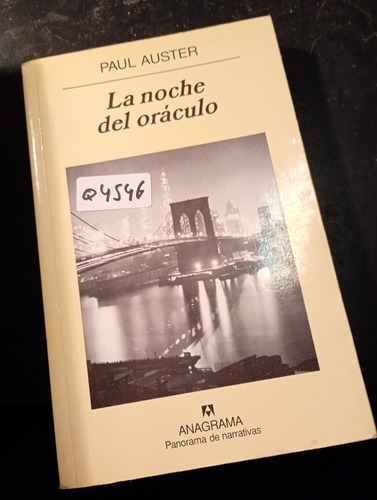 PAUL AUSTER
La noche
del oráculo
Q4546
ANAGRAMA
Panorama de narrativas